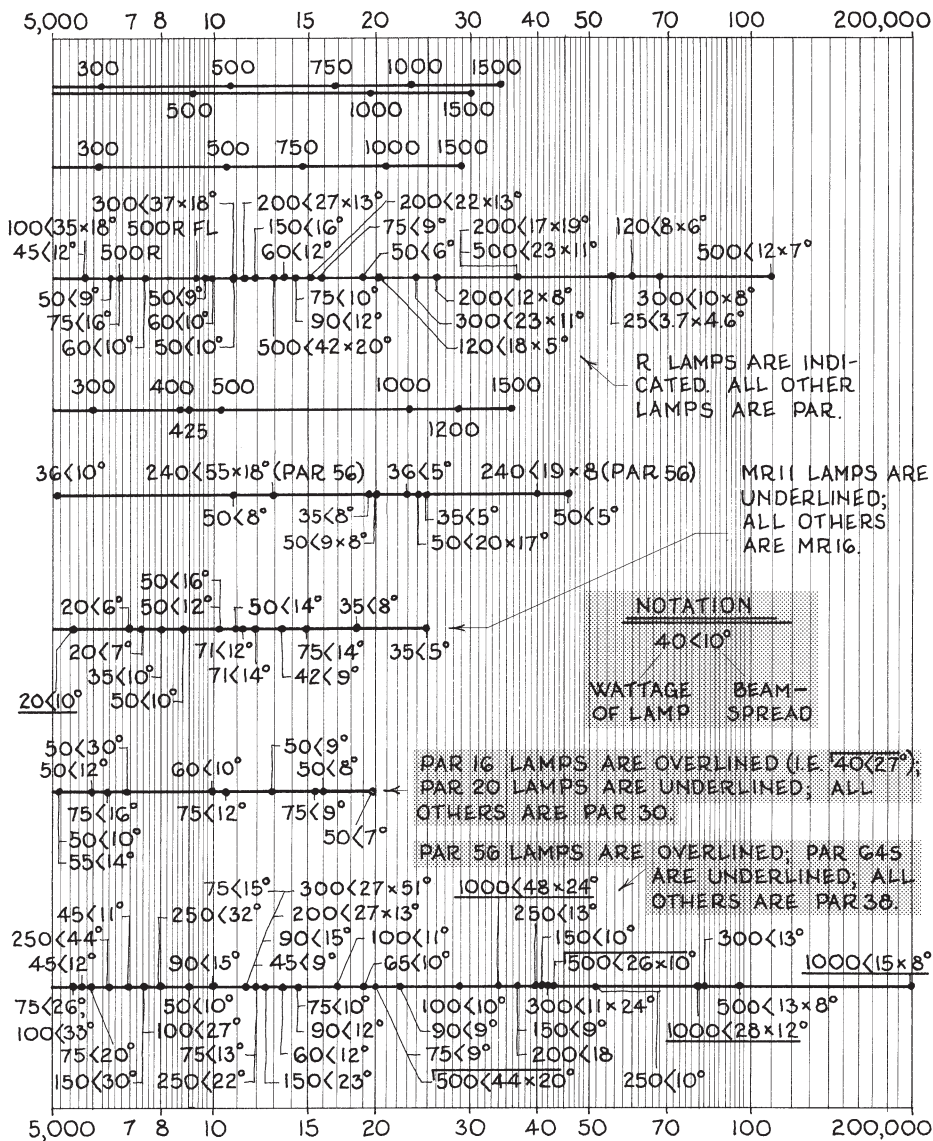 5,000 7 8 10 15 20 30 40 50 70 100 200,000
300 500 750 1000 1500
500 1000 1500
300 500 750 1000 1500
300<37×18° 200<27×13° 200<22×13°
100<35×18° 500R FL 150<16° 75<9° 200<17×19° 120<8×6°
45<12° 500R 60<12° 50<6° 500<23×11° 500<12×7°
50<9° 50<9° 75<10° 200<12×8° 300<10×8°
75<16° 60<10° 90<12° 300<23×11° 25<3.7×4.6°
60<10° 50<10° 500<42×20° 120<18×5°
R LAMPS ARE INDI-
CATED. ALL OTHER
LAMPS ARE PAR.
300 400 500 1000 1500
425 1200
36<10° 240<55×18° (PAR 56) 36<5° 240<19×8 (PAR 56)
50<8° 35<8° 35<5° 50<5°
50<9×8° 50<20×17°
MR11 LAMPS ARE
UNDERLINED;
ALL OTHERS
ARE MR16.
50<16°
20<6° 50<12° 50<14° 35<8°
20<7° 71<12° 75<14° 35<5°
35<10° 71<14° 42<9°
20<10° 50<10°
NOTATION
40<10°
WATTAGE BEAM-
OF LAMP SPREAD
50<30° 50<9°
50<12° 60<10° 50<8°
75<16° 75<12° 75<9°
50<10° 50<7°
55<14°
PAR 16 LAMPS ARE OVERLINED (I.E. 40<27°);
PAR 20 LAMPS ARE UNDERLINED; ALL
OTHERS ARE PAR 30.
PAR 56 LAMPS ARE OVERLINED; PAR 64S
ARE UNDERLINED; ALL
OTHERS ARE PAR 38.
75<15° 300<27×51° 1000<48×24°
45<11° 250<32° 200<27×13° 250<13°
250<44° 90<15° 100<11° 150<10° 300<13°
45<12° 90<15° 45<9° 65<10° 500<26×10° 1000<15×8°
75<26°; 50<10° 75<10° 100<10° 300<11×24° 500<13×8°
100<33° 100<27° 90<12° 90<9° 150<9° 1000<28×12°
75<20° 75<13° 60<12° 75<9° 200<18
150<30° 250<22° 150<23° 500<44×20° 250<10°
5,000 7 8 10 15 20 30 40 50 70 100 200,000